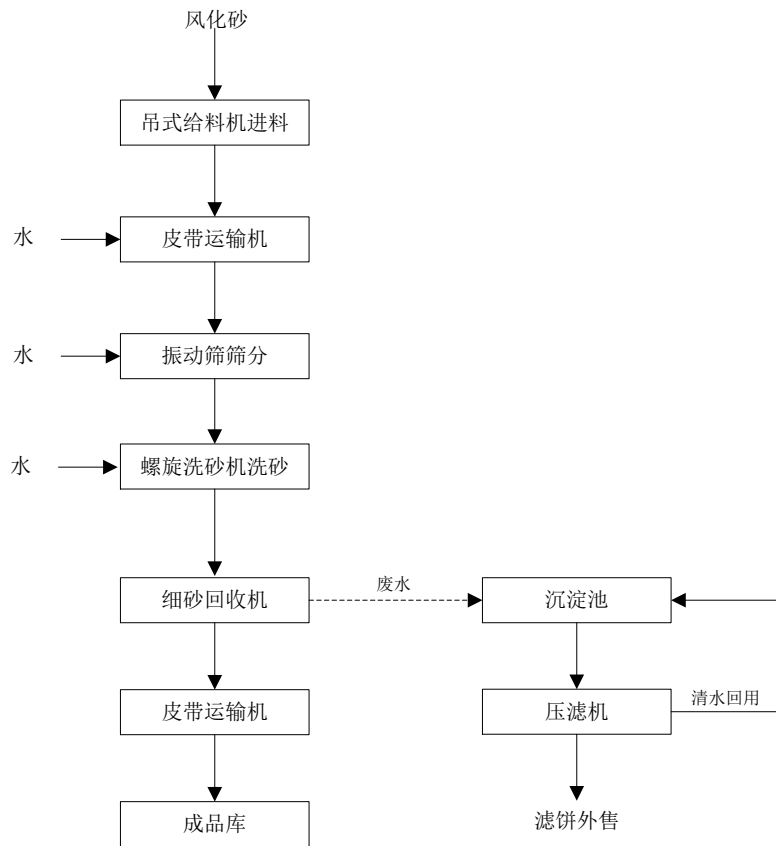 风化砂
吊式给料机进料
水
皮带运输机
水
振动筛筛分
水
螺旋洗砂机洗砂
细砂回收机
废水
沉淀池
皮带运输机
压滤机
清水回用
成品库
滤饼外售